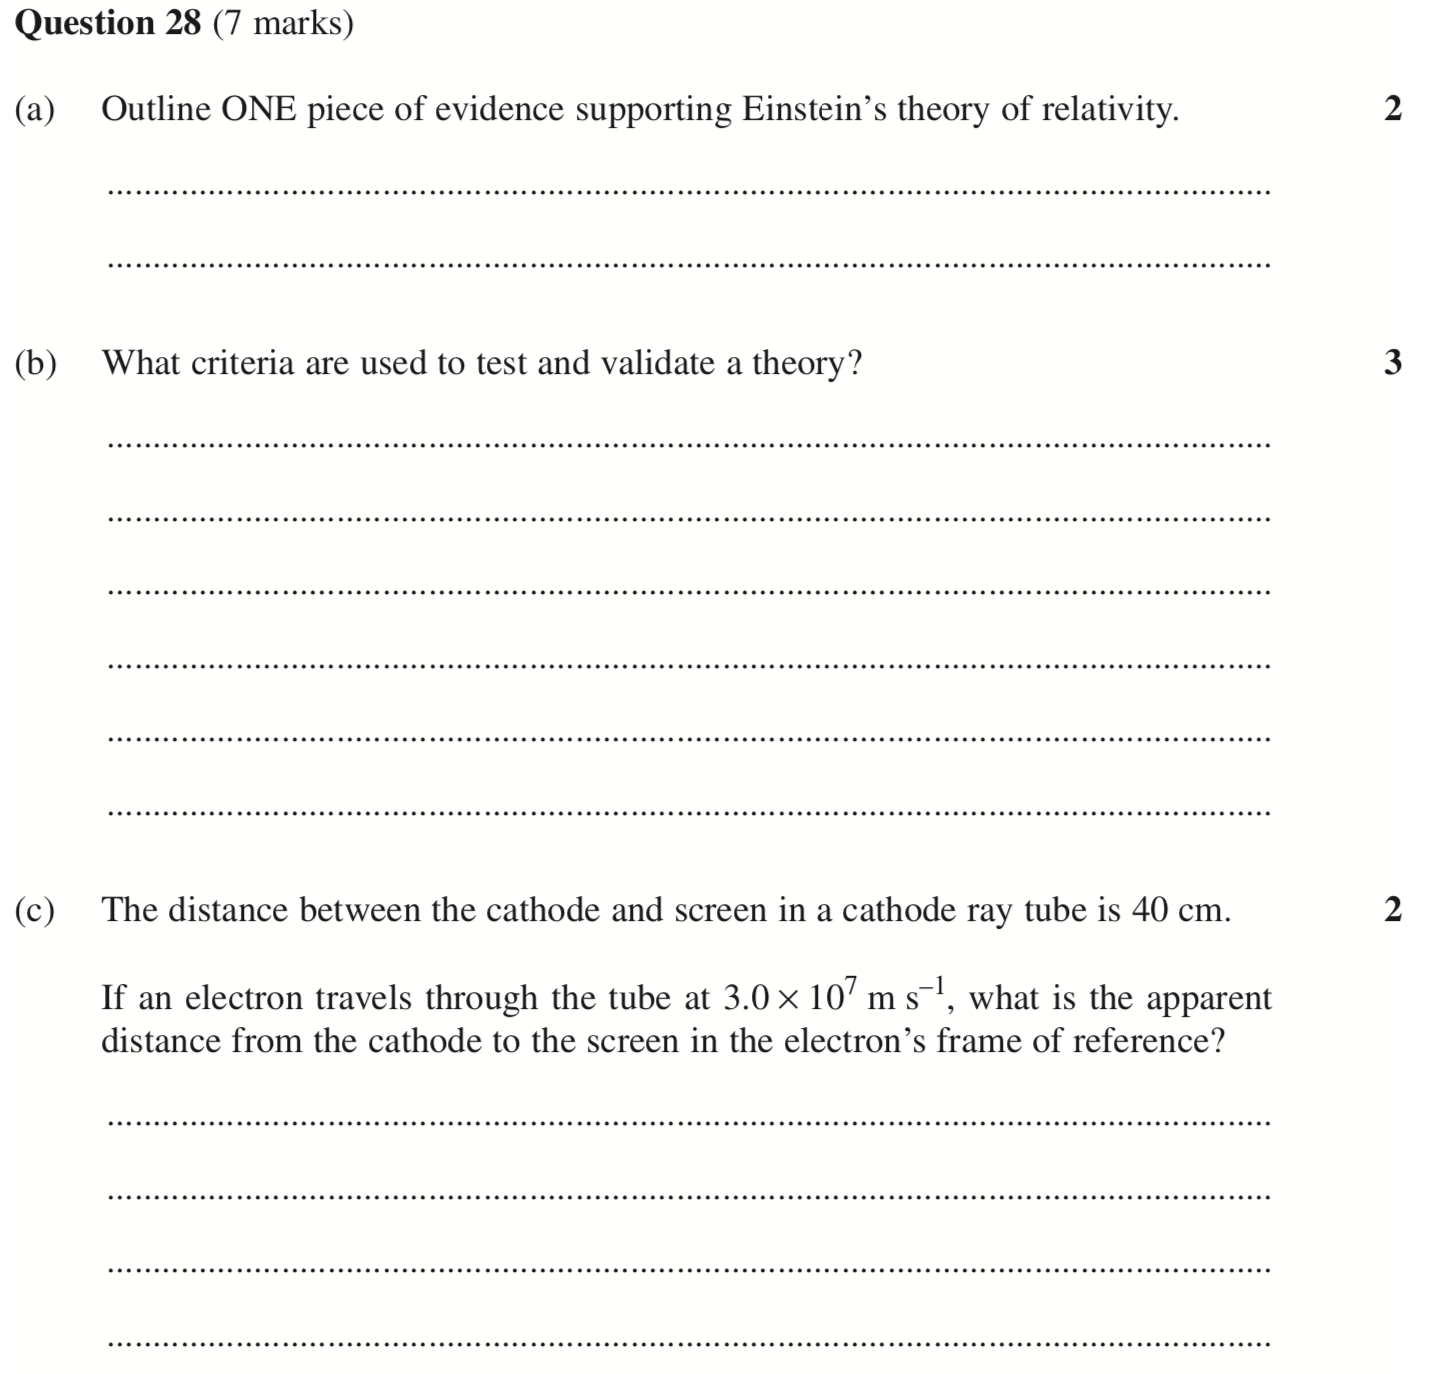 Question 28 (7 marks)
(a) Outline ONE piece of evidence supporting Einstein’s theory of relativity. 2
(b) What criteria are used to test and validate a theory? 3
(c) The distance between the cathode and screen in a cathode ray tube is 40 cm. 2
If an electron travels through the tube at 3.0 × 10⁷ m s⁻¹, what is the apparent
distance from the cathode to the screen in the electron’s frame of reference?